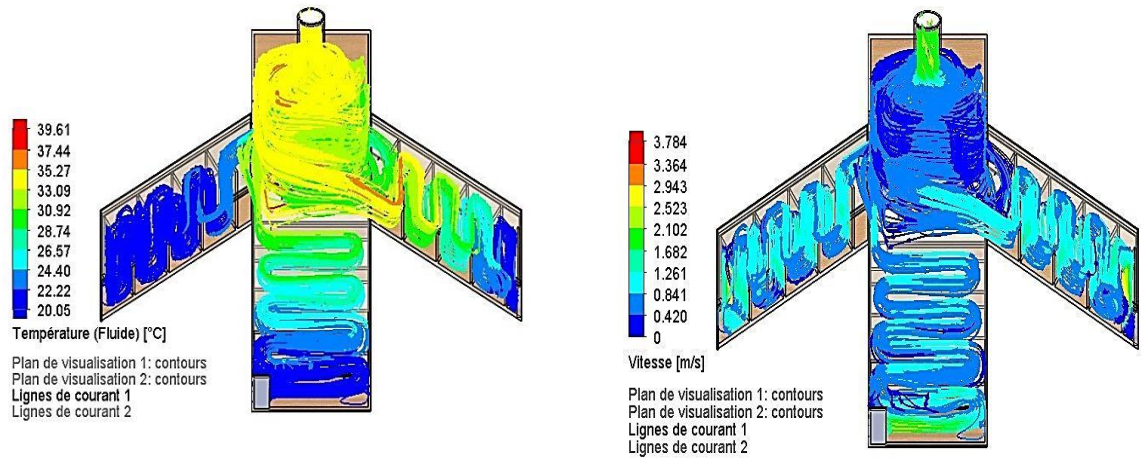 39.61
37.44
35.27
33.09
30.92
28.74
26.57
24.40
22.22
20.05
Température (Fluide) [°C]
Plan de visualisation 1: contours
Plan de visualisation 2: contours
Lignes de courant 1
Lignes de courant 2
3.784
3.364
2.943
2.523
2.102
1.682
1.261
0.841
0.420
0
Vitesse [m/s]
Plan de visualisation 1: contours
Plan de visualisation 2: contours
Lignes de courant 1
Lignes de courant 2